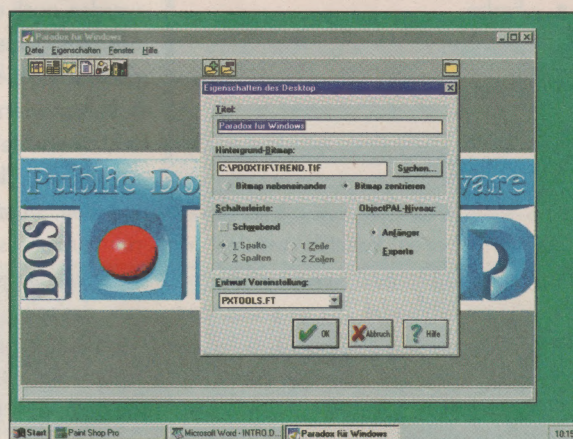 Paradox für Windows
Datei Eigenschaften Fenster Hilfe
Eigenschaften des Desktop
Titel:
Paradox für Windows
Hintergrund-Bitmap:
C:\PDOXTIF\TREND.TIF Suchen...
Bitmap nebeneinander Bitmap zentrieren
Schalterleiste: ObjectPAL-Niveau:
Schwebend
1 Spalte 1 Zeile Anfänger
2 Spalten 2 Zeilen Experte
Entwurf Voreinstellung:
PXTOOLS.FT
OK Abbruch Hilfe
Public Do
ware
DOS
D
Start Paint Shop Pro Microsoft Word - INTRO.D... Paradox für Windows 10:15